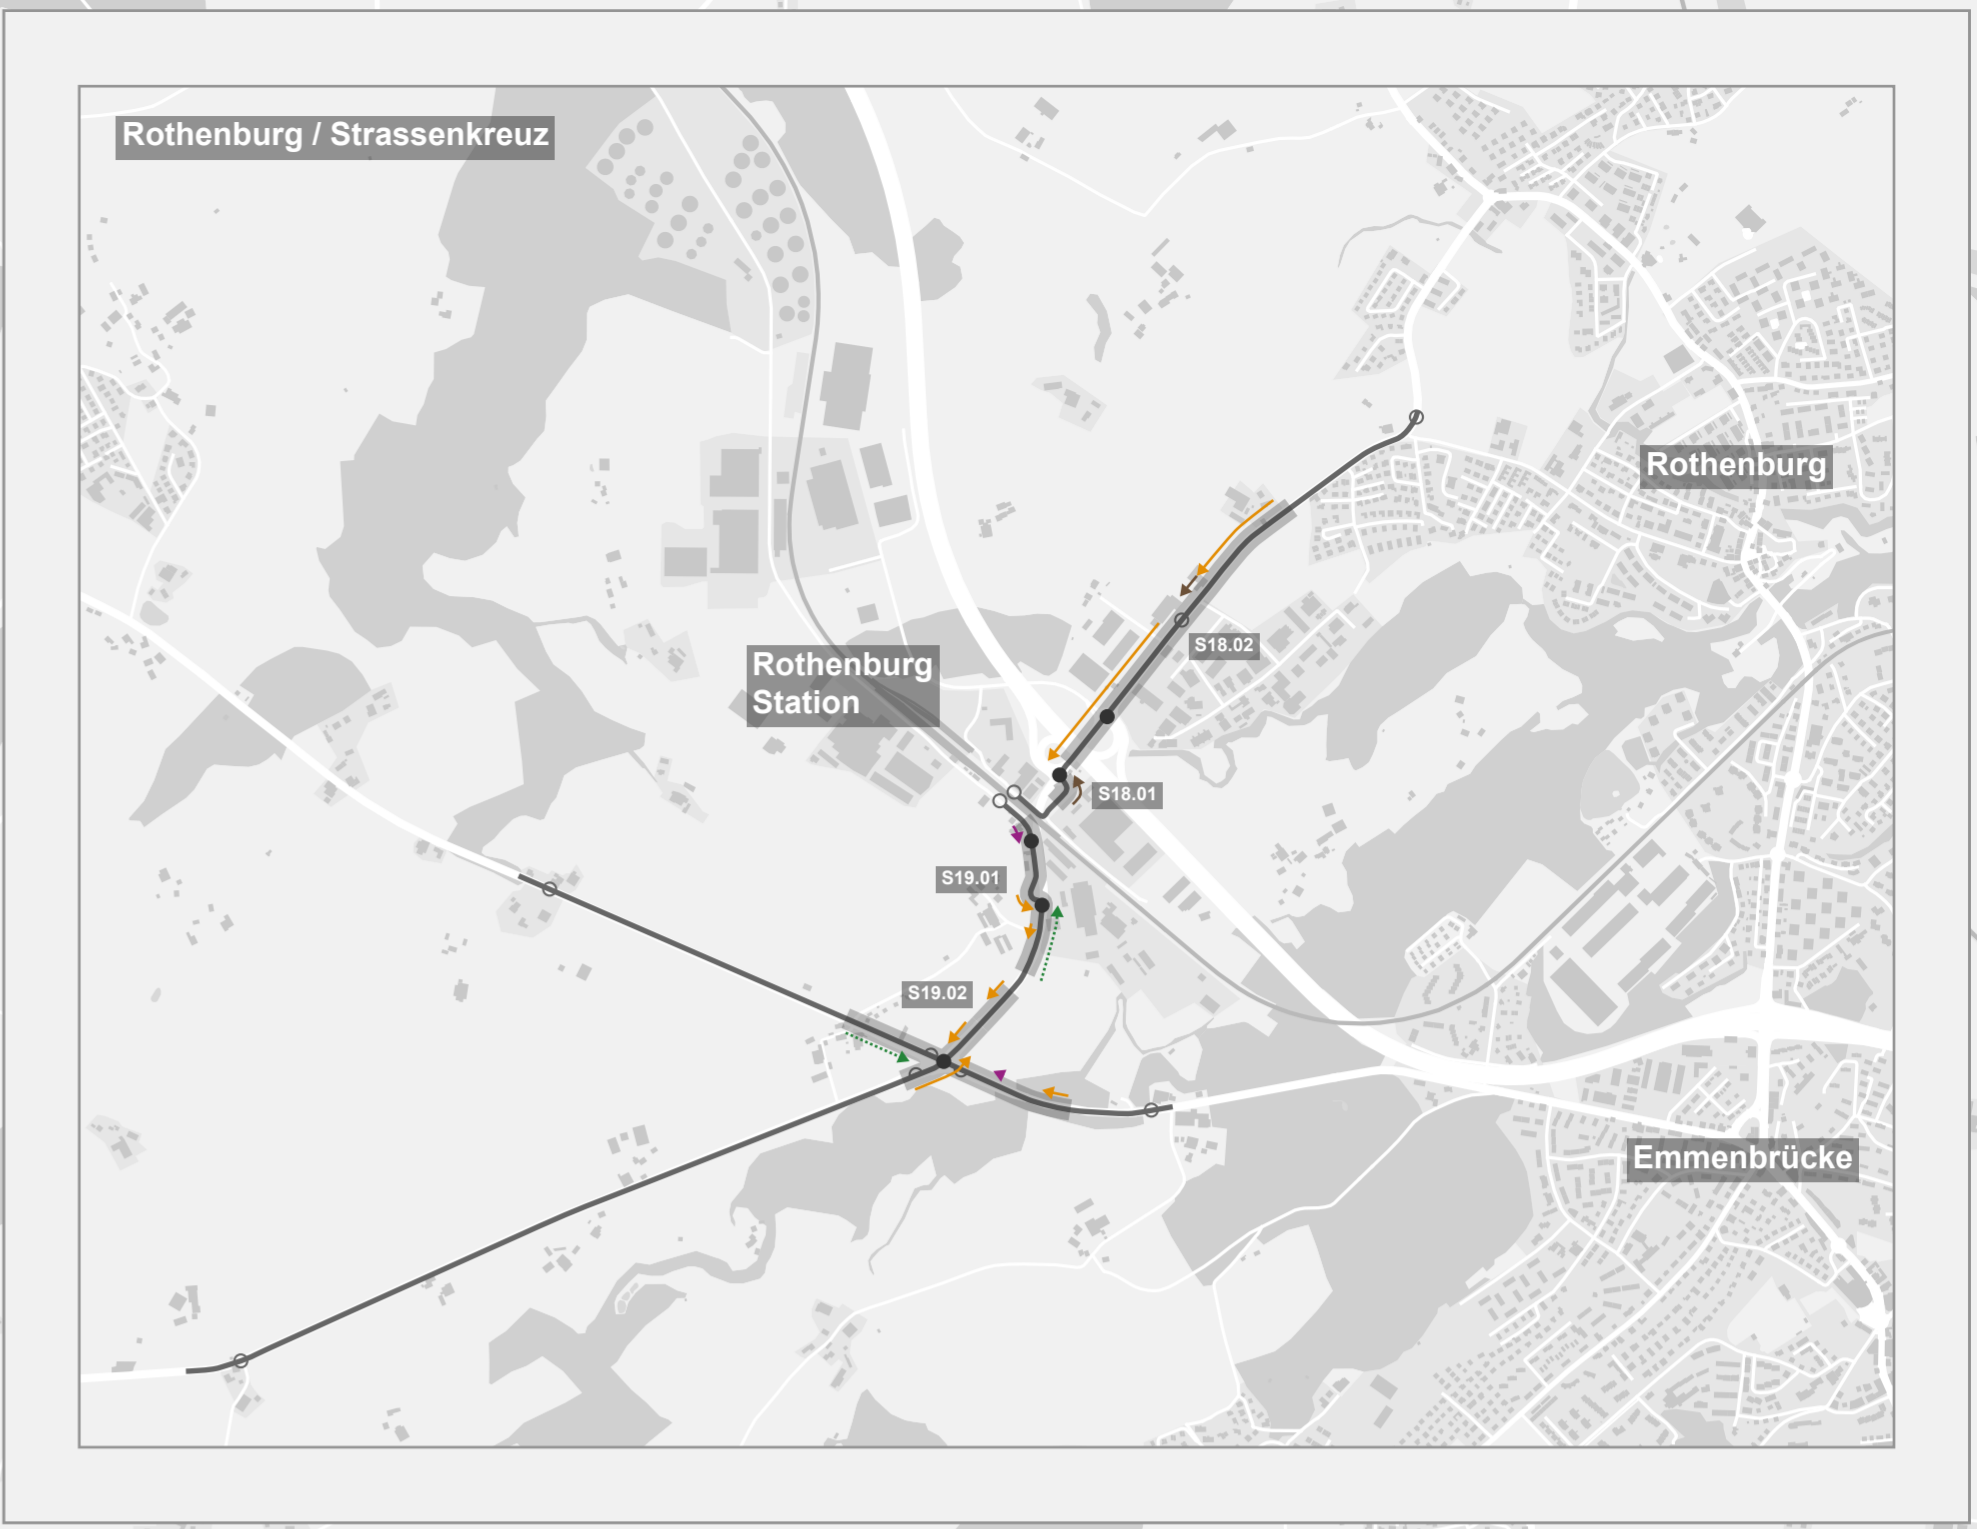 Rothenburg / Strassenkreuz
Rothenburg
S18.02
Rothenburg
Station
S18.01
S19.01
S19.02
Emmenbrücke